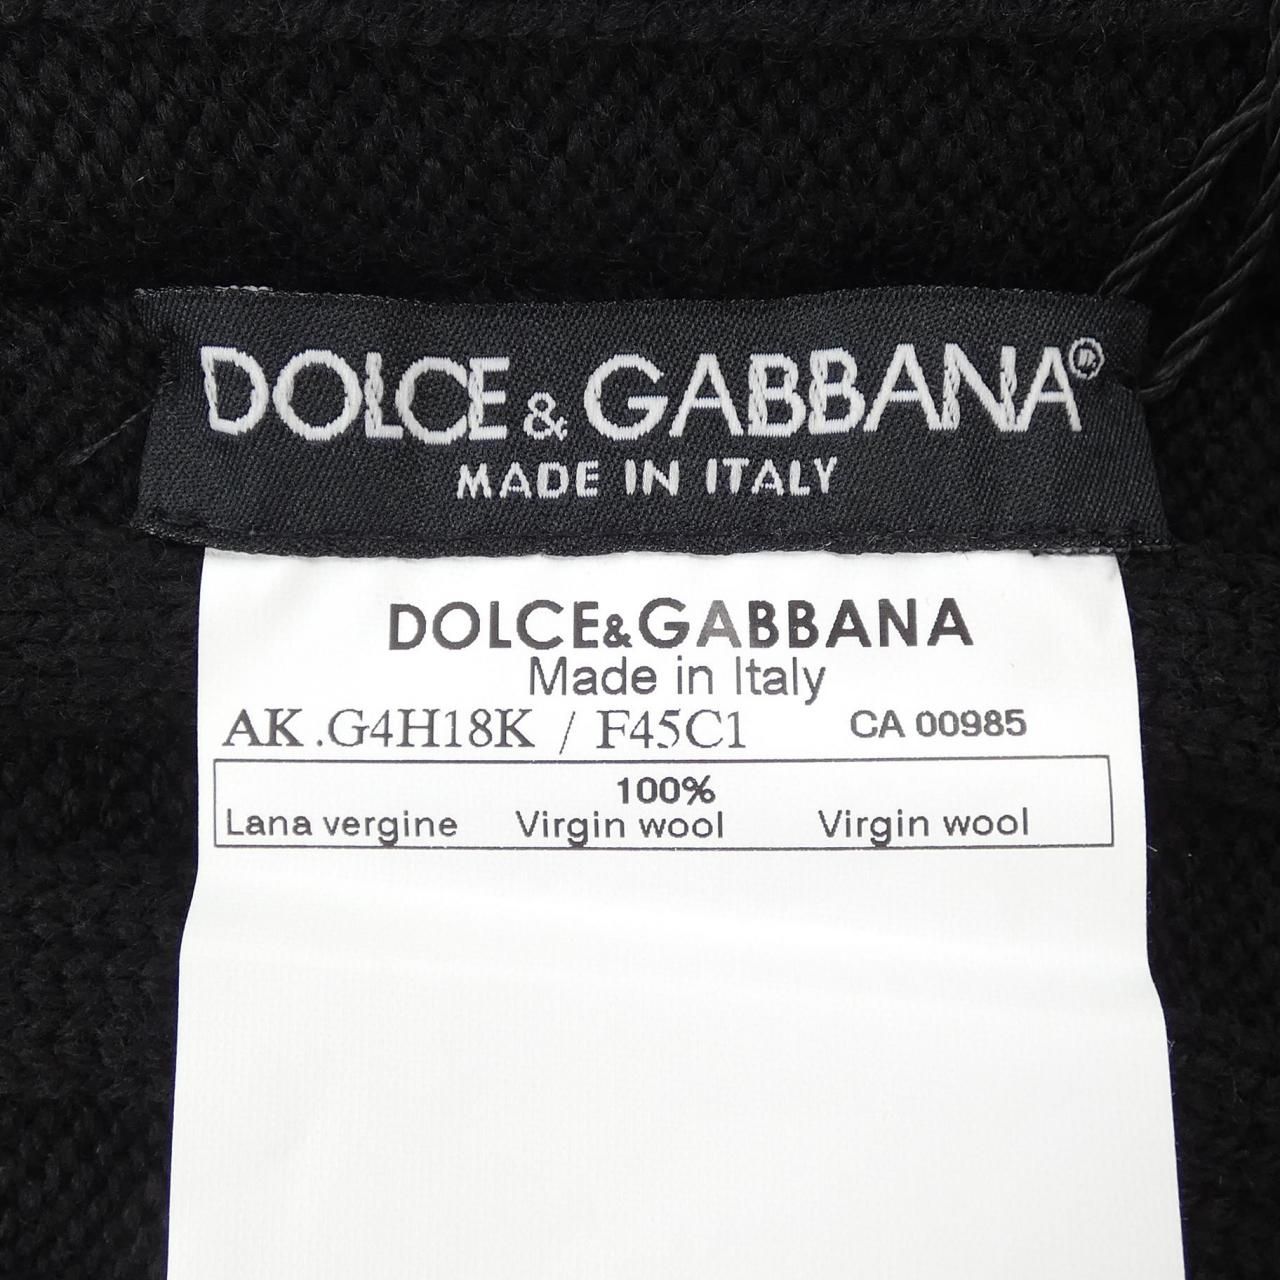 DOLCE & GABBANA®
MADE IN ITALY
DOLCE&GABBANA
Made in Italy
AK .G4H18K / F45C1 CA 00985
100%
Lana vergine Virgin wool Virgin wool